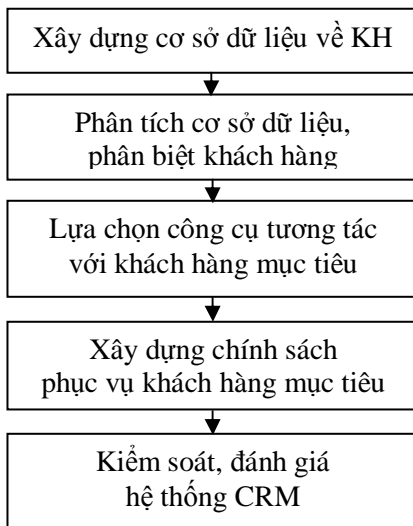 Xây dựng cơ sở dữ liệu về KH
Phân tích cơ sở dữ liệu,
phân biệt khách hàng
Lựa chọn công cụ tương tác
với khách hàng mục tiêu
Xây dựng chính sách
phục vụ khách hàng mục tiêu
Kiểm soát, đánh giá
hệ thống CRM